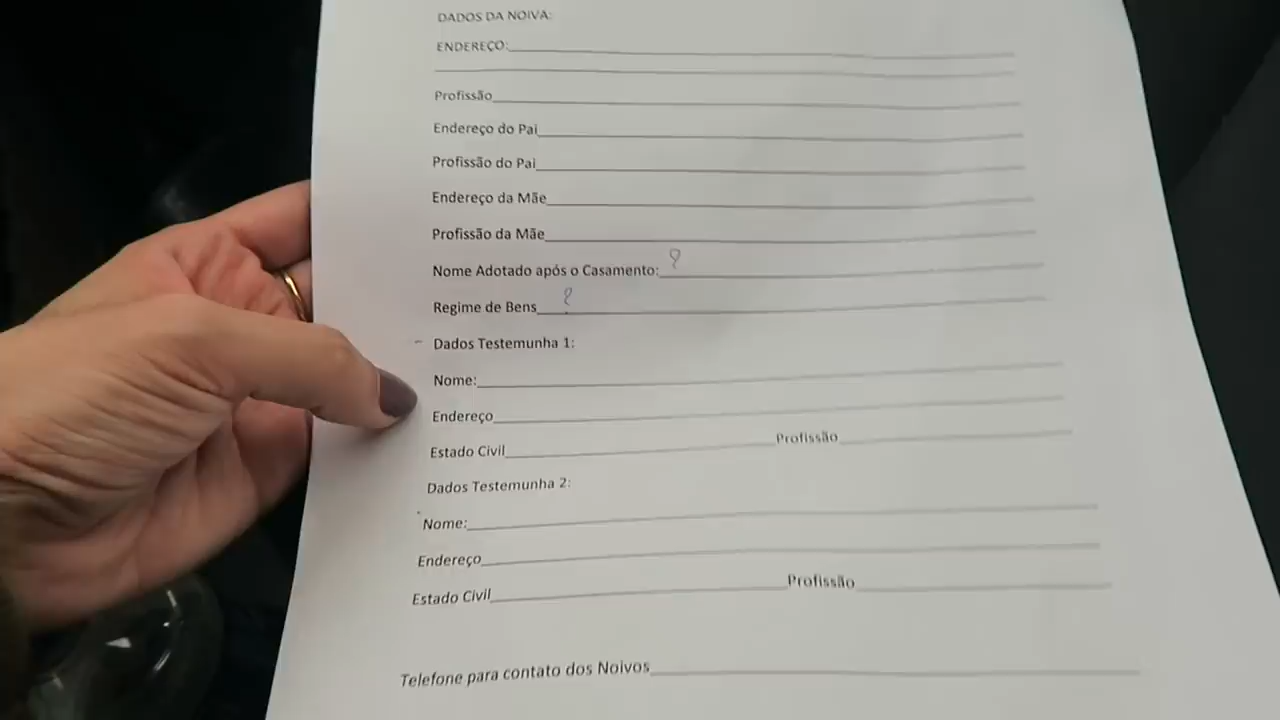 DADOS DA NOIVA:
ENDEREÇO:
Profissão
Endereço do Pai
Profissão do Pai
Endereço da Mãe
Profissão da Mãe
Nome Adotado após o Casamento: ?
Regime de Bens ?
- Dados Testemunha 1:
Nome:
Endereço
Estado Civil Profissão
Dados Testemunha 2:
Nome:
Endereço
Estado Civil Profissão
Telefone para contato dos Noivos